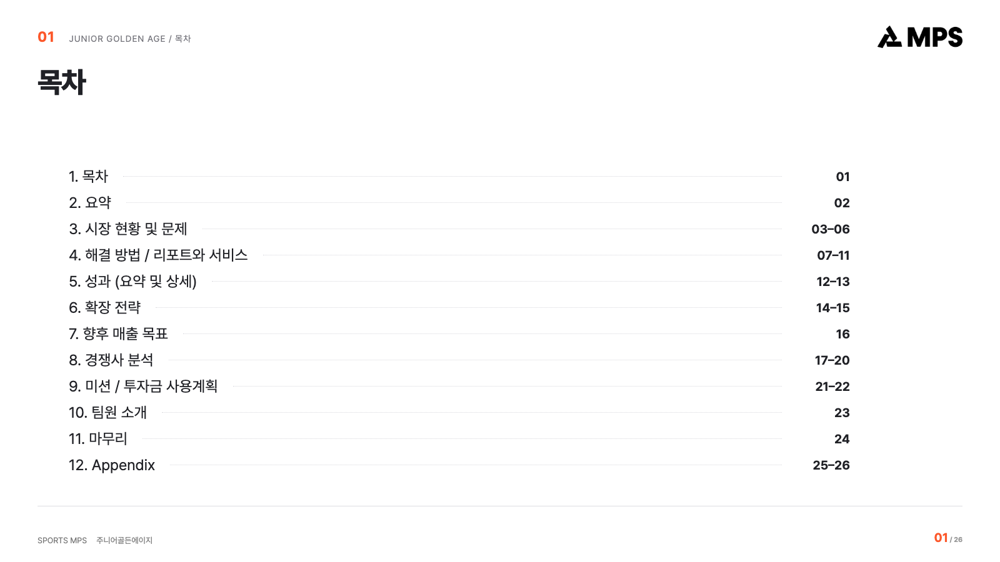 01 JUNIOR GOLDEN AGE / 목차
MPS
목차
1. 목차 01
2. 요약 02
3. 시장 현황 및 문제 03–06
4. 해결 방법 / 리포트와 서비스 07–11
5. 성과 (요약 및 상세) 12–13
6. 확장 전략 14–15
7. 향후 매출 목표 16
8. 경쟁사 분석 17–20
9. 미션 / 투자금 사용계획 21–22
10. 팀원 소개 23
11. 마무리 24
12. Appendix 25–26
SPORTS MPS 주니어골든에이지 01 / 26